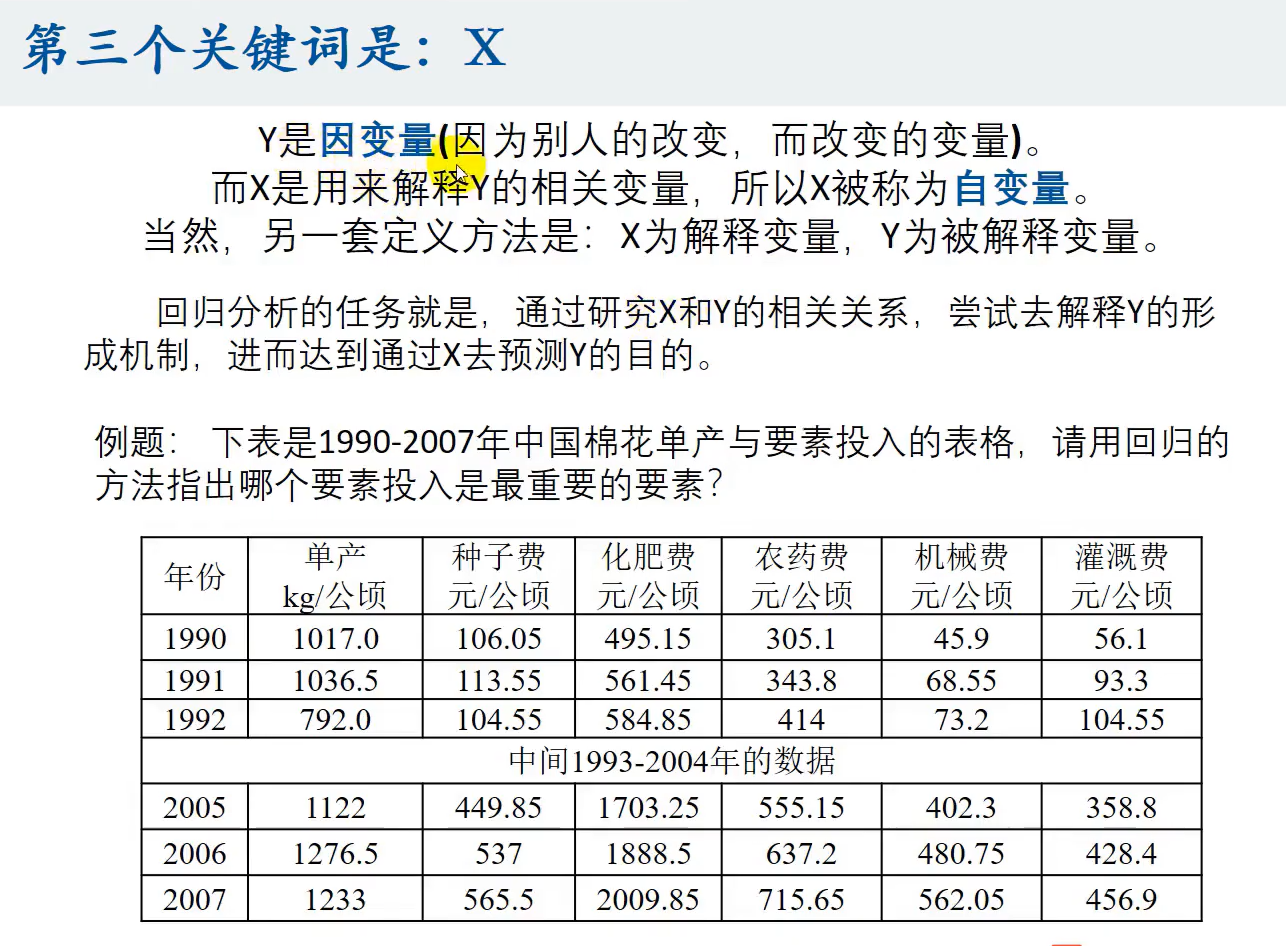 第三个关键词是：X
Y是因变量(因为别人的改变，而改变的变量)。
而X是用来解释Y的相关变量，所以X被称为自变量。
当然，另一套定义方法是：X为解释变量，Y为被解释变量。
回归分析的任务就是，通过研究X和Y的相关关系，尝试去解释Y的形
成机制，进而达到通过X去预测Y的目的。
例题： 下表是1990-2007年中国棉花单产与要素投入的表格，请用回归的
方法指出哪个要素投入是最重要的要素？
年份 单产 种子费 化肥费 农药费 机械费 灌溉费
kg/公顷 元/公顷 元/公顷 元/公顷 元/公顷 元/公顷
1990 1017.0 106.05 495.15 305.1 45.9 56.1
1991 1036.5 113.55 561.45 343.8 68.55 93.3
1992 792.0 104.55 584.85 414 73.2 104.55
中间1993-2004年的数据
2005 1122 449.85 1703.25 555.15 402.3 358.8
2006 1276.5 537 1888.5 637.2 480.75 428.4
2007 1233 565.5 2009.85 715.65 562.05 456.9